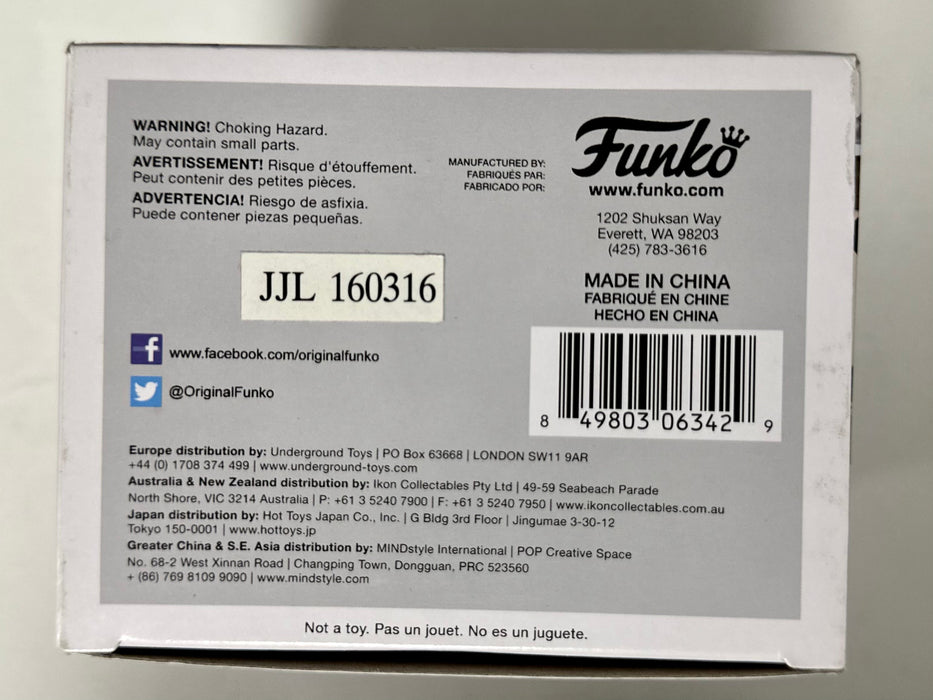 WARNING! Choking Hazard.
May contain small parts.
AVERTISSEMENT! Risque d'étouffement.
Peut contenir des petites pièces.
ADVERTENCIA! Riesgo de asfixia.
Puede contener piezas pequeñas.
MANUFACTURED BY:
FABRIQUÉS PAR:
FABRICADO POR:
Funko
www.funko.com
1202 Shuksan Way
Everett, WA 98203
(425) 783-3616
MADE IN CHINA
FABRIQUÉ EN CHINE
HECHO EN CHINA
JJL 160316
f www.facebook.com/originalfunko
@OriginalFunko
8 49803 06342 9
Europe distribution by: Underground Toys | PO Box 63668 | LONDON SW11 9AR
+44 (0) 1708 374 499 | www.underground-toys.com
Australia & New Zealand distribution by: Ikon Collectables Pty Ltd | 49-59 Seabeach Parade
North Shore, VIC 3214 Australia | P: +61 3 5240 7900 | F: +61 3 5240 7950 | www.ikoncollectables.com.au
Japan distribution by: Hot Toys Japan Co., Inc. | G Bldg 3rd Floor | Jingumae 3-30-12
Tokyo 150-0001 | www.hottoys.jp
Greater China & S.E. Asia distribution by: MINDstyle International | POP Creative Space
No. 68-2 West Xinnan Road | Changping Town, Dongguan, PRC 523560
+ (86) 769 8109 9090 | www.mindstyle.com
Not a toy. Pas un jouet. No es un juguete.